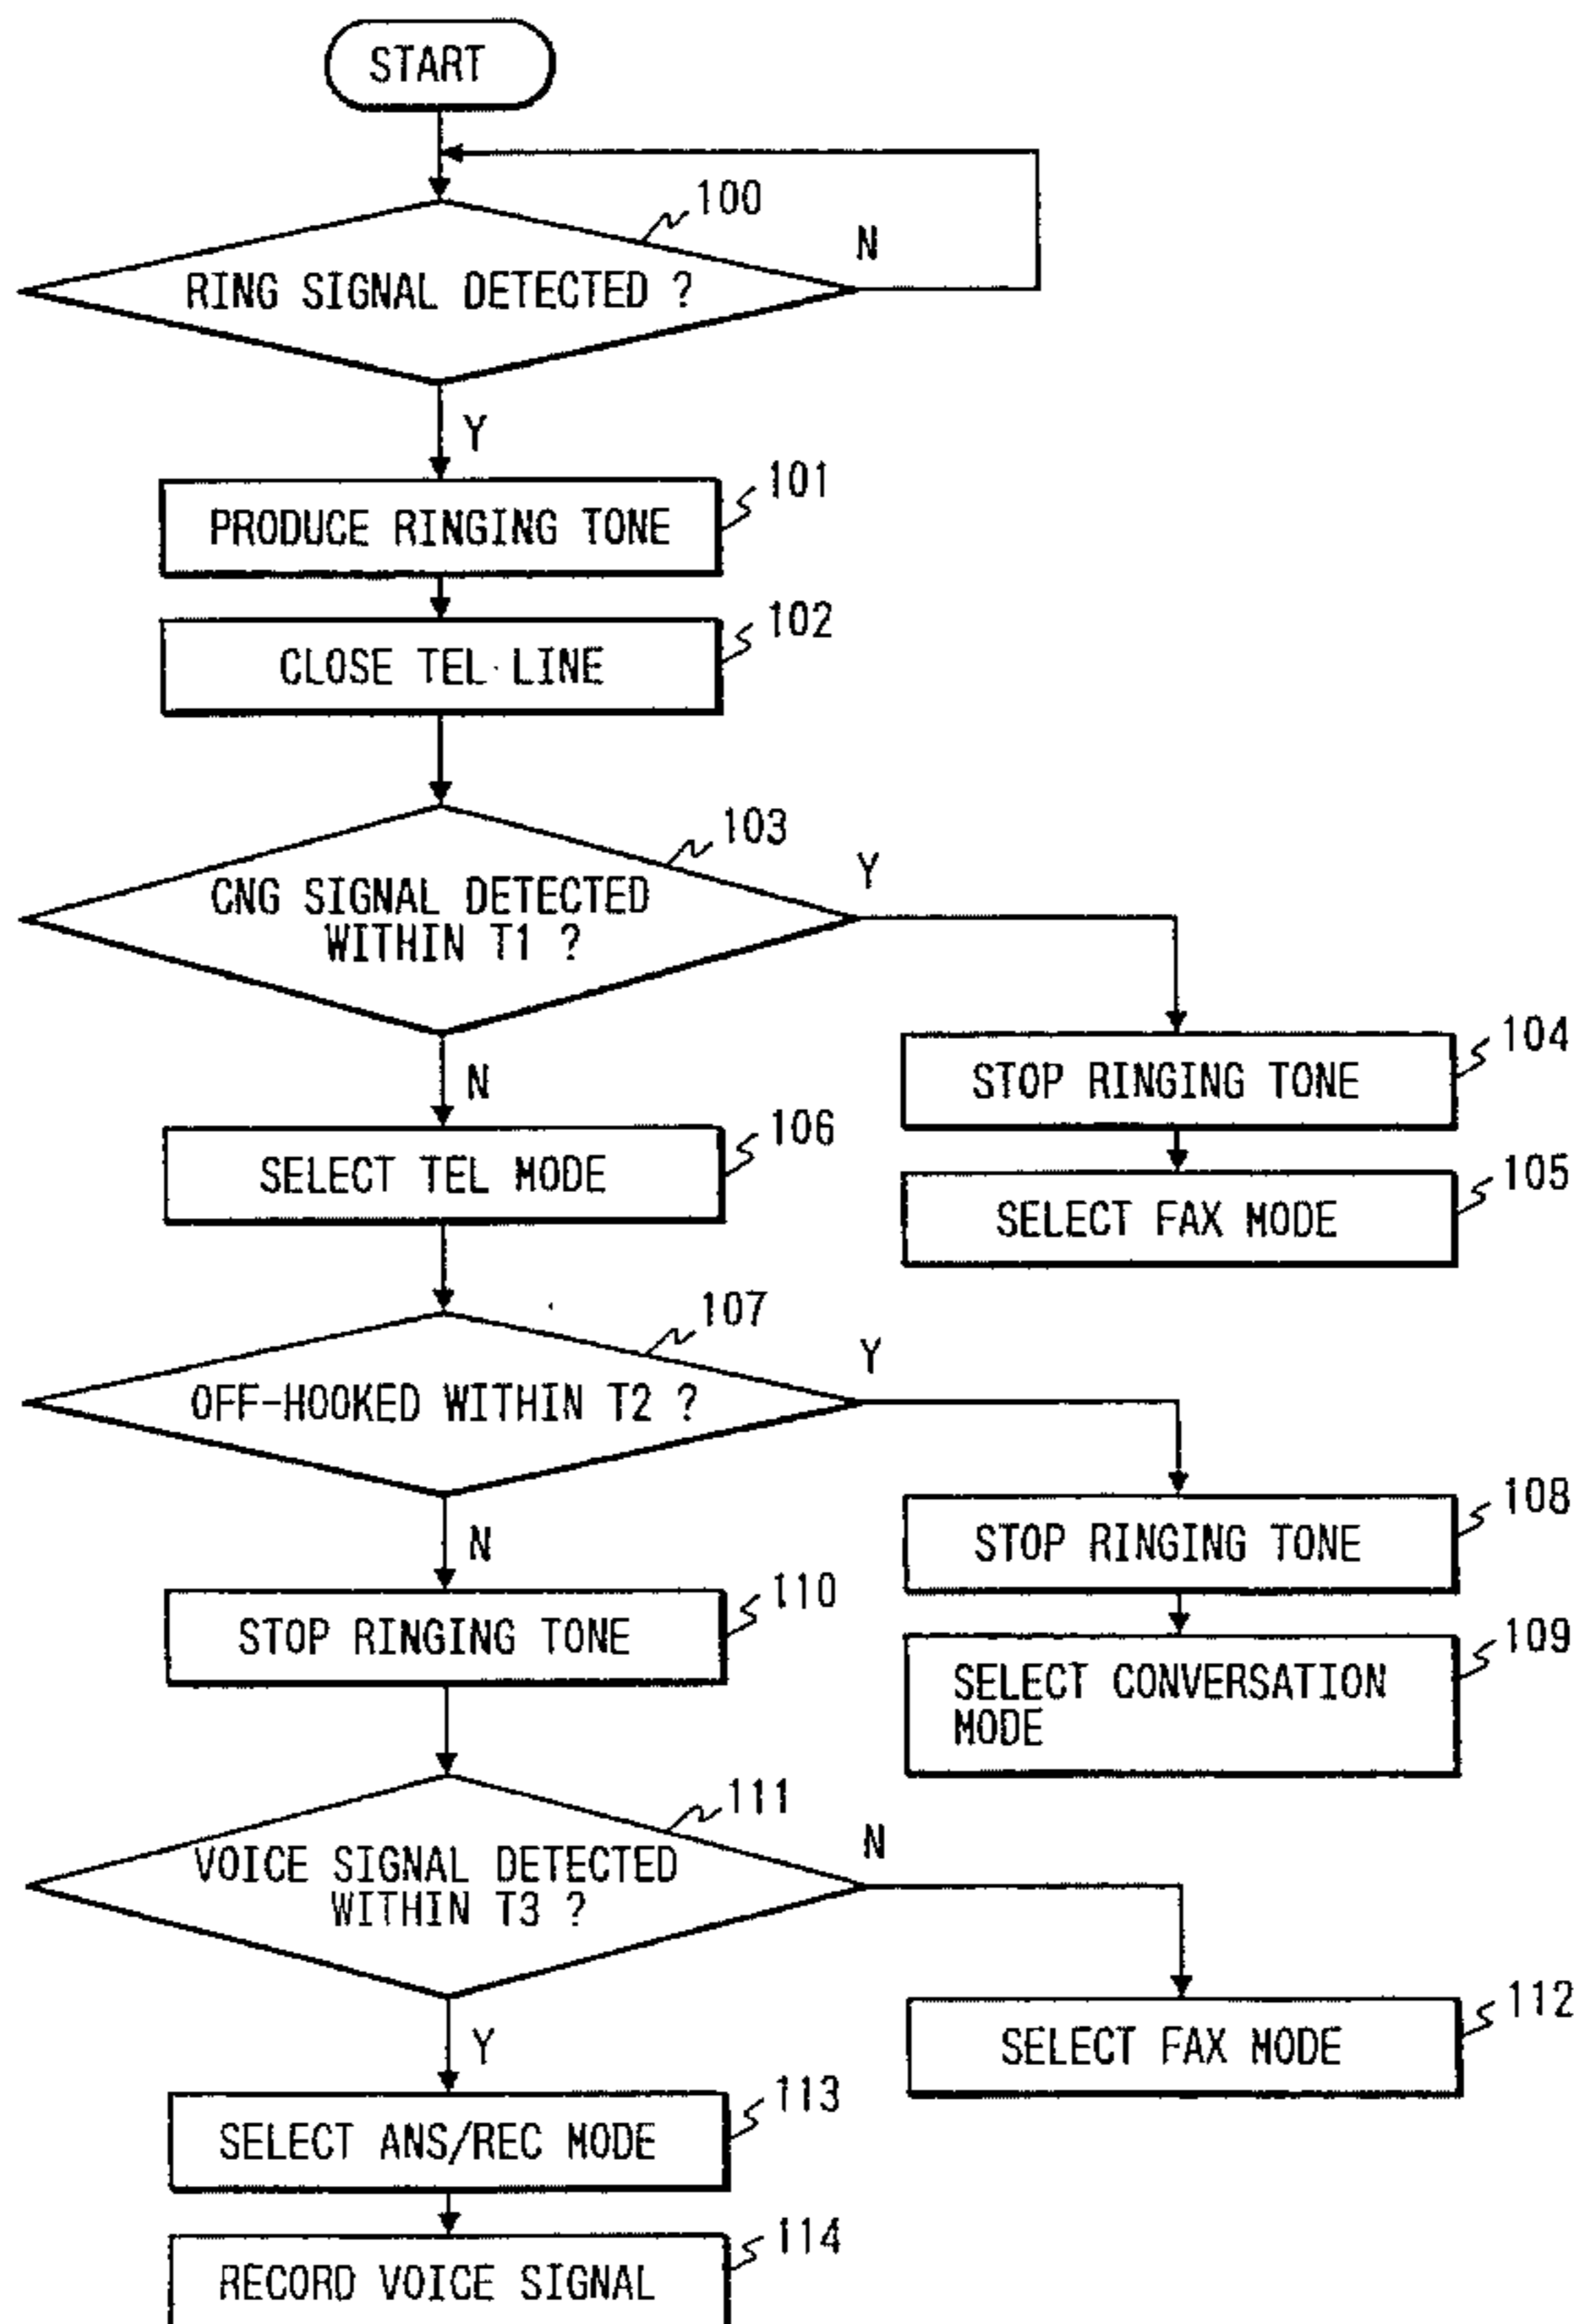 START
100
N
RING SIGNAL DETECTED ?
Y
101
PRODUCE RINGING TONE
102
CLOSE TEL LINE
103
Y
CNG SIGNAL DETECTED
WITHIN T1 ?
104
STOP RINGING TONE
N
106
SELECT TEL MODE
105
SELECT FAX MODE
107
Y
OFF-HOOKED WITHIN T2 ?
108
STOP RINGING TONE
N
110
STOP RINGING TONE
109
SELECT CONVERSATION
MODE
111
N
VOICE SIGNAL DETECTED
WITHIN T3 ?
112
SELECT FAX MODE
Y
113
SELECT ANS/REC MODE
114
RECORD VOICE SIGNAL